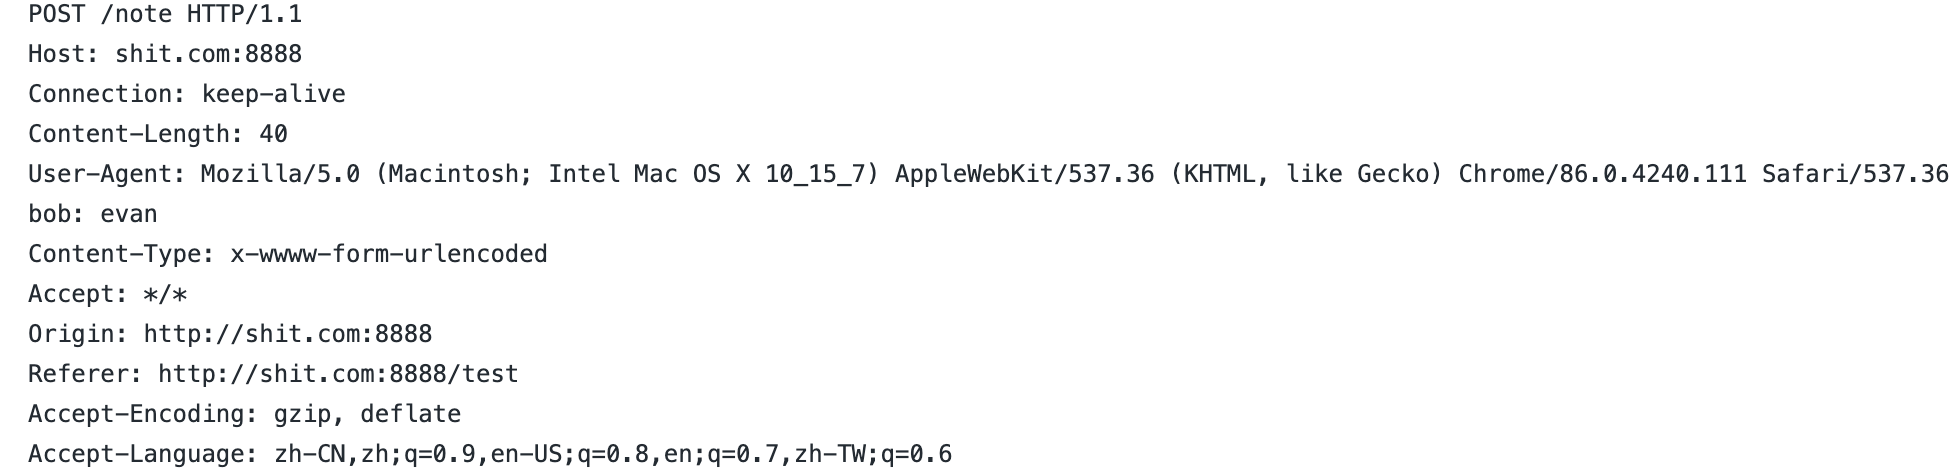 POST /note HTTP/1.1
Host: shit.com:8888
Connection: keep-alive
Content-Length: 40
User-Agent: Mozilla/5.0 (Macintosh; Intel Mac OS X 10_15_7) AppleWebKit/537.36 (KHTML, like Gecko) Chrome/86.0.4240.111 Safari/537.36
bob: evan
Content-Type: x-wwww-form-urlencoded
Accept: */*
Origin: http://shit.com:8888
Referer: http://shit.com:8888/test
Accept-Encoding: gzip, deflate
Accept-Language: zh-CN,zh;q=0.9,en-US;q=0.8,en;q=0.7,zh-TW;q=0.6